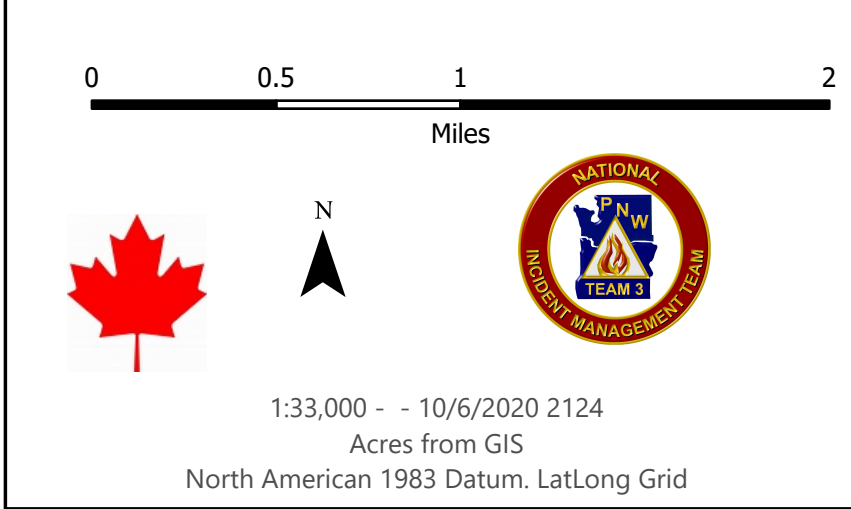 0 0.5 1 2
Miles
N
NATIONAL
PNW
TEAM 3
INCIDENT MANAGEMENT TEAM
1:33,000 - - 10/6/2020 2124
Acres from GIS
North American 1983 Datum. LatLong Grid